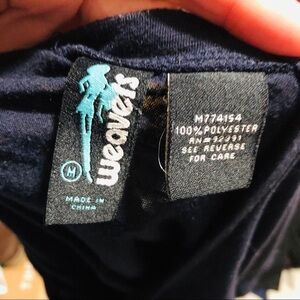 weavers
M
MADE IN
CHINA
M774154
100% POLYESTER
RN# 92291
SEE REVERSE
FOR CARE